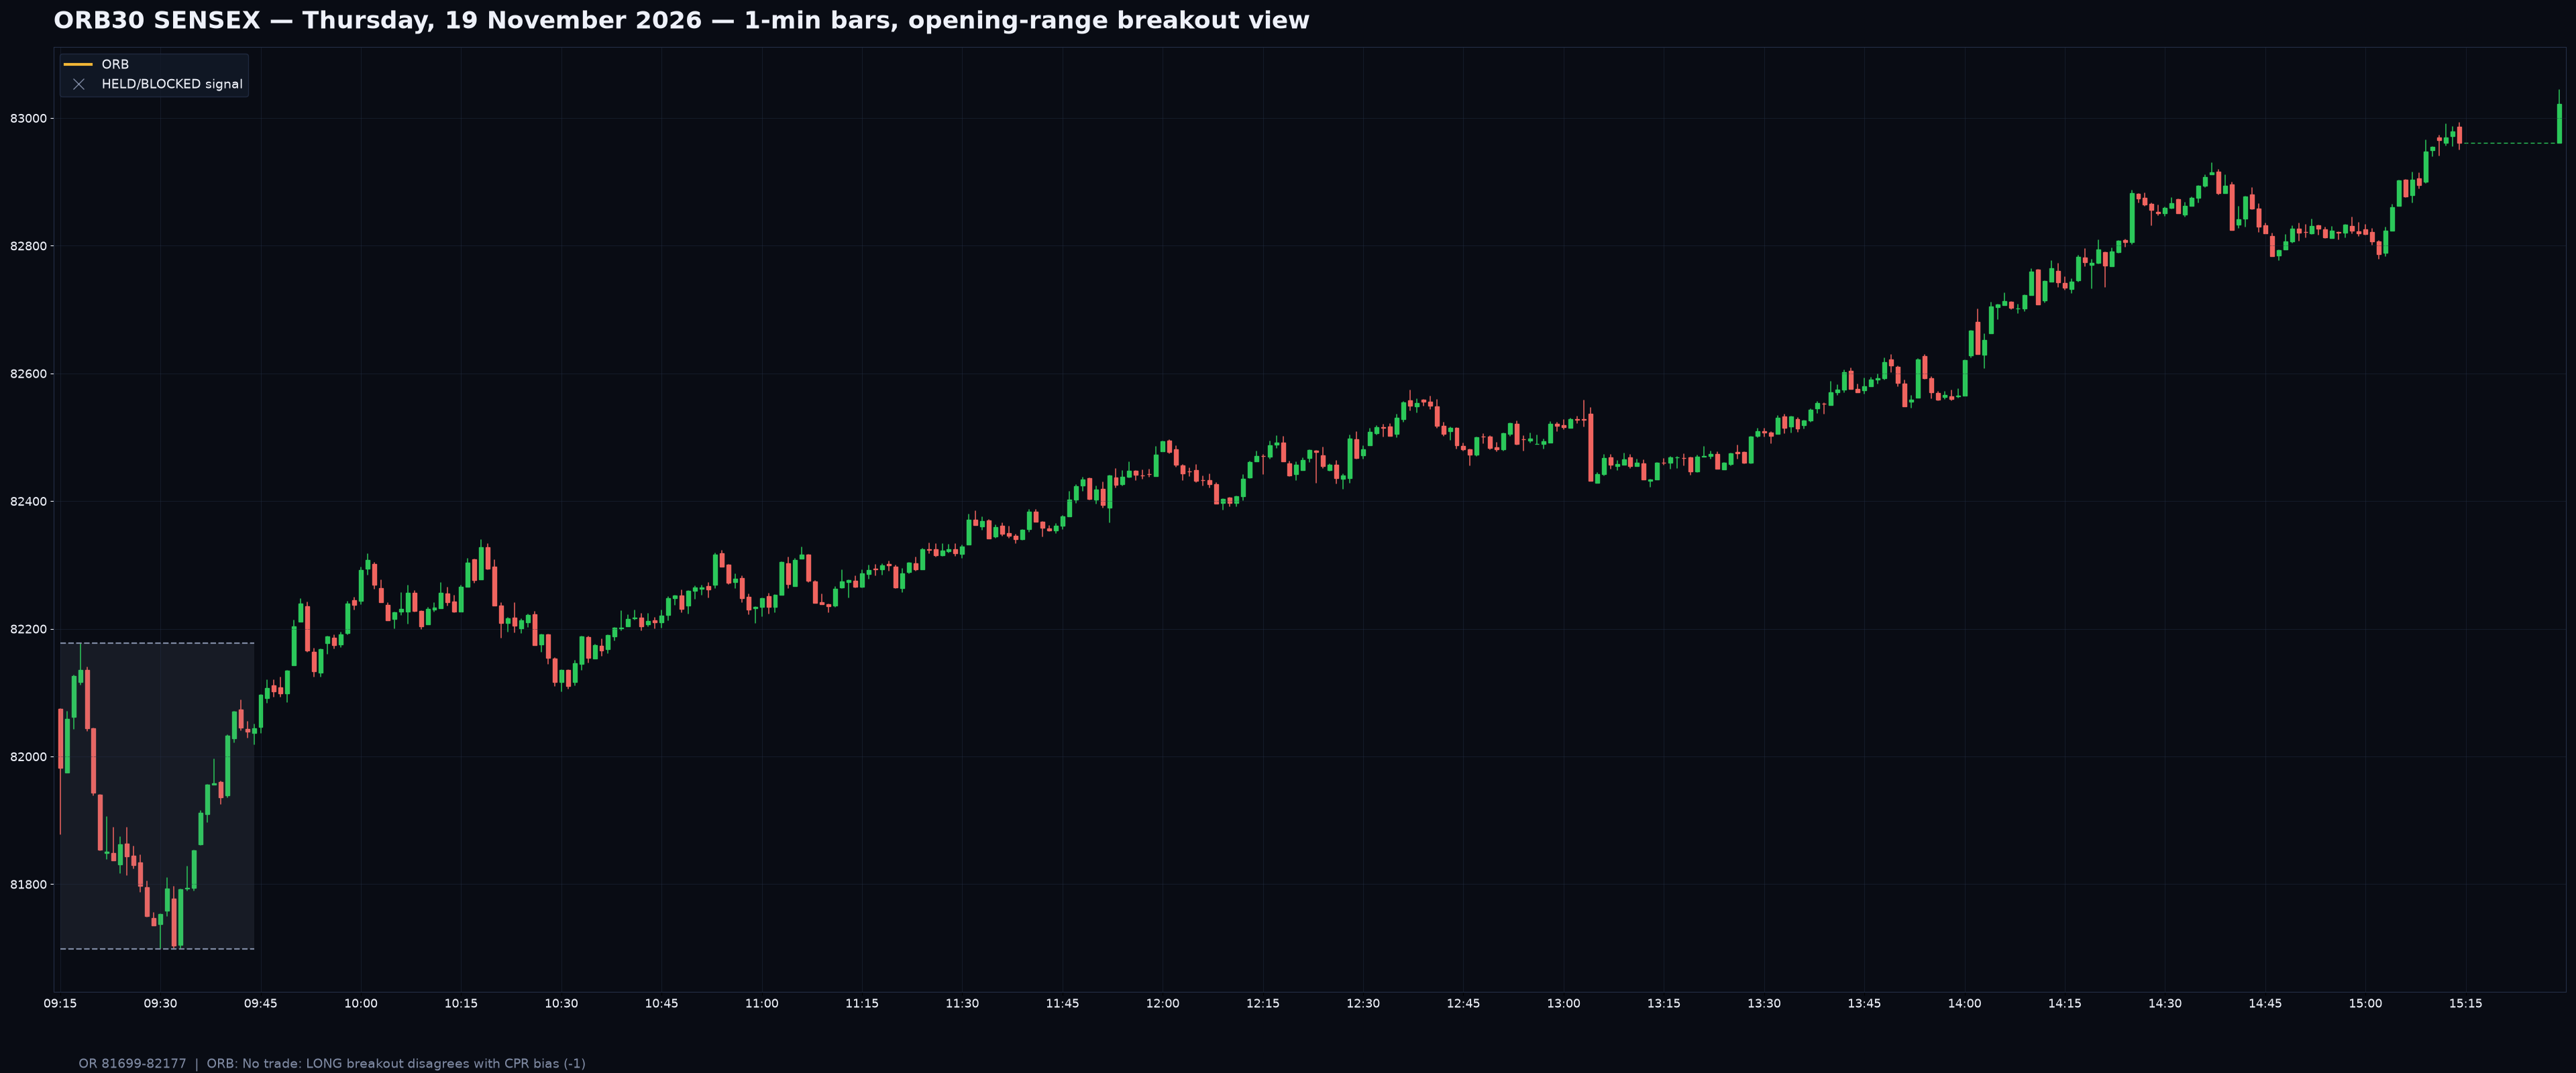 ORB30 SENSEX — Thursday, 19 November 2026 — 1-min bars, opening-range breakout view
ORB
HELD/BLOCKED signal
83000
82800
82600
82400
82200
82000
81800
09:15 09:30 09:45 10:00 10:15 10:30 10:45 11:00 11:15 11:30 11:45 12:00 12:15 12:30 12:45 13:00 13:15 13:30 13:45 14:00 14:15 14:30 14:45 15:00 15:15
OR 81699-82177 | ORB: No trade: LONG breakout disagrees with CPR bias (-1)